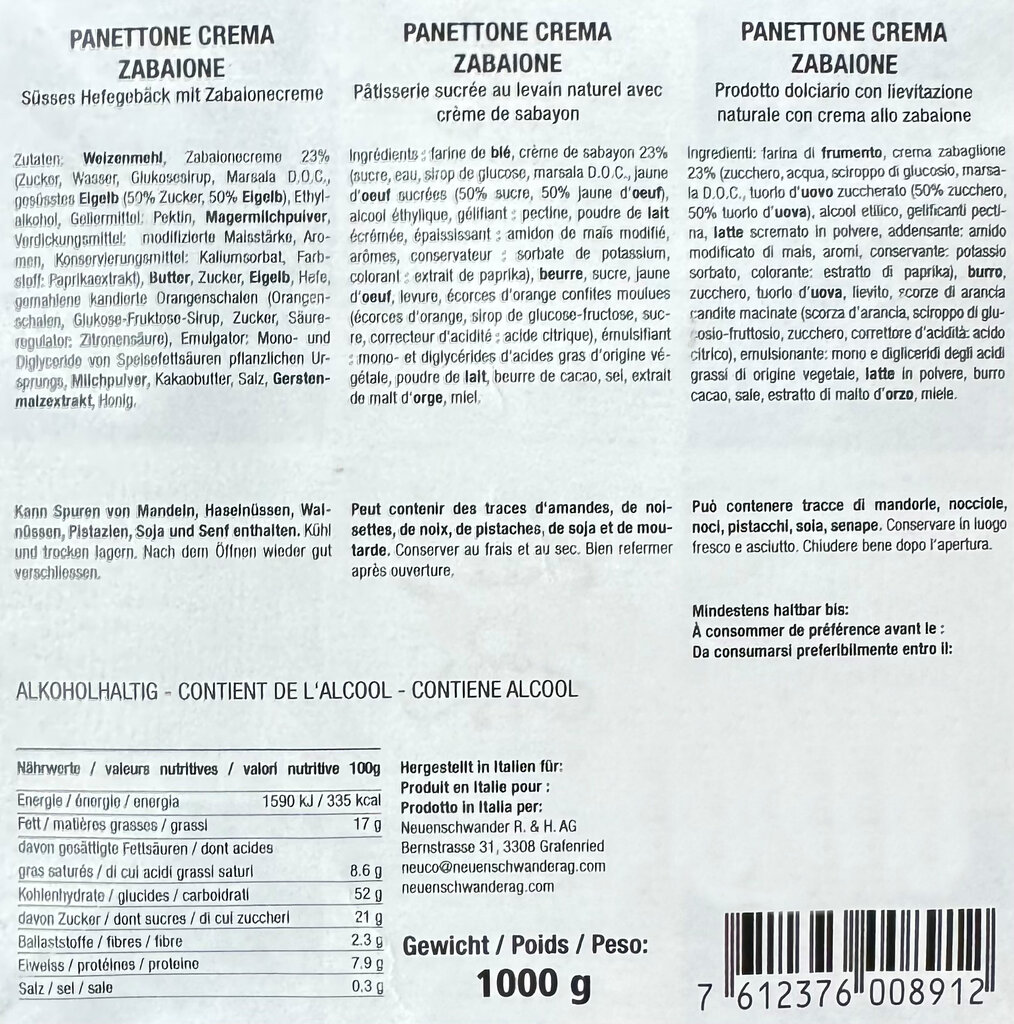 PANETTONE CREMA
ZABAIONE
Süsses Hefegebäck mit Zabaionecreme
Zutaten: Weizenmehl, Zabaionecreme 23%
(Zucker, Wasser, Glukosesirup, Marsala D.O.C.,
gesüsstes Eigelb (50% Zucker, 50% Eigelb), Ethyl-
alkohol, Geliermittel: Pektin, Magermilchpulver,
Verdickungsmittel: modifizierte Maisstärke, Aro-
men, Konservierungsmittel: Kaliumsorbat, Farb-
stoff: Paprikaextrakt), Butter, Zucker, Eigelb, Hefe,
gemahlene kandierte Orangenschalen (Orangen-
schalen, Glukose-Fruktose-Sirup, Zucker, Säure-
regulator: Zitronensäure), Emulgator: Mono- und
Diglyceride von Speisefettsäuren pflanzlichen Ur-
sprungs, Milchpulver, Kakaobutter, Salz, Gersten-
malzextrakt, Honig.
Kann Spuren von Mandeln, Haselnüssen, Wal-
nüssen, Pistazien, Soja und Senf enthalten. Kühl
und trocken lagern. Nach dem Öffnen wieder gut
verschliessen.
PANETTONE CREMA
ZABAIONE
Pâtisserie sucrée au levain naturel avec
crème de sabayon
Ingrédients : farine de blé, crème de sabayon 23%
(sucre, eau, sirop de glucose, marsala D.O.C., jaune
d'oeuf sucrées (50% sucre, 50% jaune d'oeuf),
alcool éthylique, gélifiant : pectine, poudre de lait
écrémée, épaississant : amidon de maïs modifié,
arômes, conservateur : sorbate de potassium,
colorant : extrait de paprika), beurre, sucre, jaune
d'oeuf, levure, écorces d'orange confites moulues
(écorces d'orange, sirop de glucose-fructose, suc-
re, correcteur d'acidité : acide citrique), émulsifiant
: mono- et diglycérides d'acides gras d'origine vé-
gétale, poudre de lait, beurre de cacao, sel, extrait
de malt d'orge, miel.
Peut contenir des traces d'amandes, de noi-
settes, de noix, de pistaches, de soja et de mou-
tarde. Conserver au frais et au sec. Bien refermer
après ouverture.
PANETTONE CREMA
ZABAIONE
Prodotto dolciario con lievitazione
naturale con crema allo zabaione
Ingredienti: farina di frumento, crema zabaglione
23% (zucchero, acqua, sciroppo di glucosio, marsa-
la D.O.C., tuorlo d'uovo zuccherato (50% zucchero,
50% tuorlo d'uova), alcool etilico, gelificanti pecti-
na, latte scremato in polvere, addensante: amido
modificato di mais, aromi, conservante: potassio
sorbato, colorante: estratto di paprika), burro,
zucchero, tuorlo d'uova, lievito, scorze di arancia
candite macinate (scorza d'arancia, sciroppo di glu-
cosio-fruttosio, zucchero, correttore d'acidità: acido
citrico), emulsionante: mono e digliceridi degli acidi
grassi di origine vegetale, latte in polvere, burro
cacao, sale, estratto di malto d'orzo, miele.
Può contenere tracce di mandorle, nocciole,
noci, pistacchi, soia, senape. Conservare in luogo
fresco e asciutto. Chiudere bene dopo l'apertura.
Mindestens haltbar bis:
À consommer de préférence avant le :
Da consumarsi preferibilmente entro il:
ALKOHOLHALTIG - CONTIENT DE L'ALCOOL - CONTIENE ALCOOL
Nährwerte / valeurs nutritives / valori nutritive 100g
Energie / énergie / energia 1590 kJ / 335 kcal
Fett / matières grasses / grassi 17 g
davon gesättigte Fettsäuren / dont acides
gras saturés / di cui acidi grassi saturi 8.6 g
Kohlenhydrate / glucides / carboidrati 52 g
davon Zucker / dont sucres / di cui zuccheri 21 g
Ballaststoffe / fibres / fibre 2.3 g
Eiweiss / protéines / proteine 7.9 g
Salz / sel / sale 0.3 g
Hergestellt in Italien für:
Produit en Italie pour :
Prodotto in Italia per:
Neuenschwander R. & H. AG
Bernstrasse 31, 3308 Grafenried
neuco@neuenschwanderag.com
neuenschwanderag.com
Gewicht / Poids / Peso:
1000 g
7 612376 008912